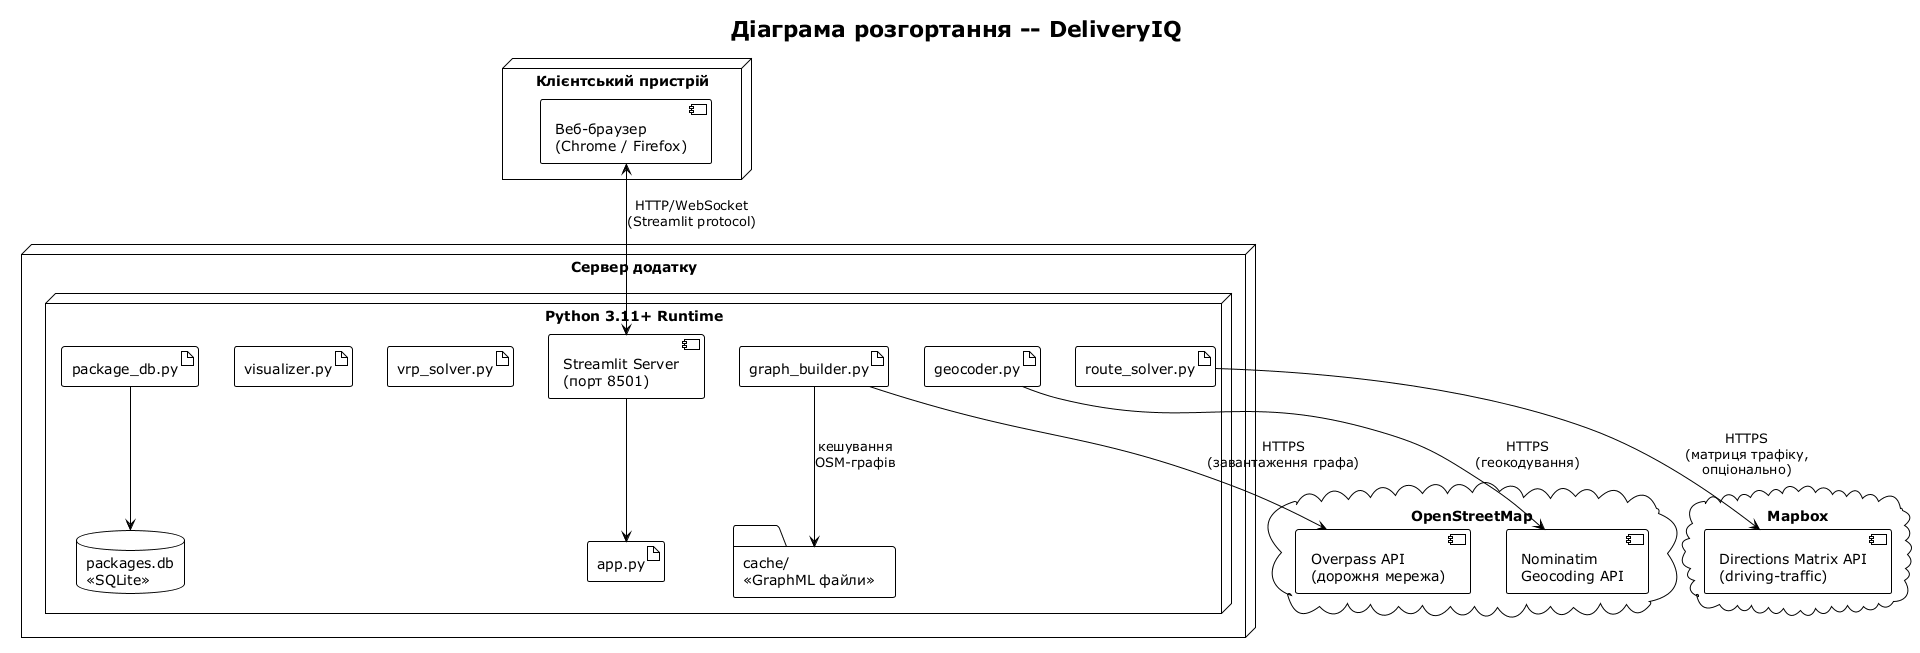 Діаграма розгортання -- DeliveryIQ
Клієнтський пристрій
Веб-браузер
(Chrome / Firefox)
HTTP/WebSocket
(Streamlit protocol)
Сервер додатку
Python 3.11+ Runtime
package_db.py
visualizer.py
vrp_solver.py
Streamlit Server
(порт 8501)
graph_builder.py
geocoder.py
route_solver.py
кешування
OSM-графів
HTTPS
(завантаження графа)
HTTPS
(геокодування)
HTTPS
(матриця трафіку,
опціонально)
packages.db
«SQLite»
app.py
cache/
«GraphML файли»
OpenStreetMap
Overpass API
(дорожня мережа)
Nominatim
Geocoding API
Mapbox
Directions Matrix API
(driving-traffic)